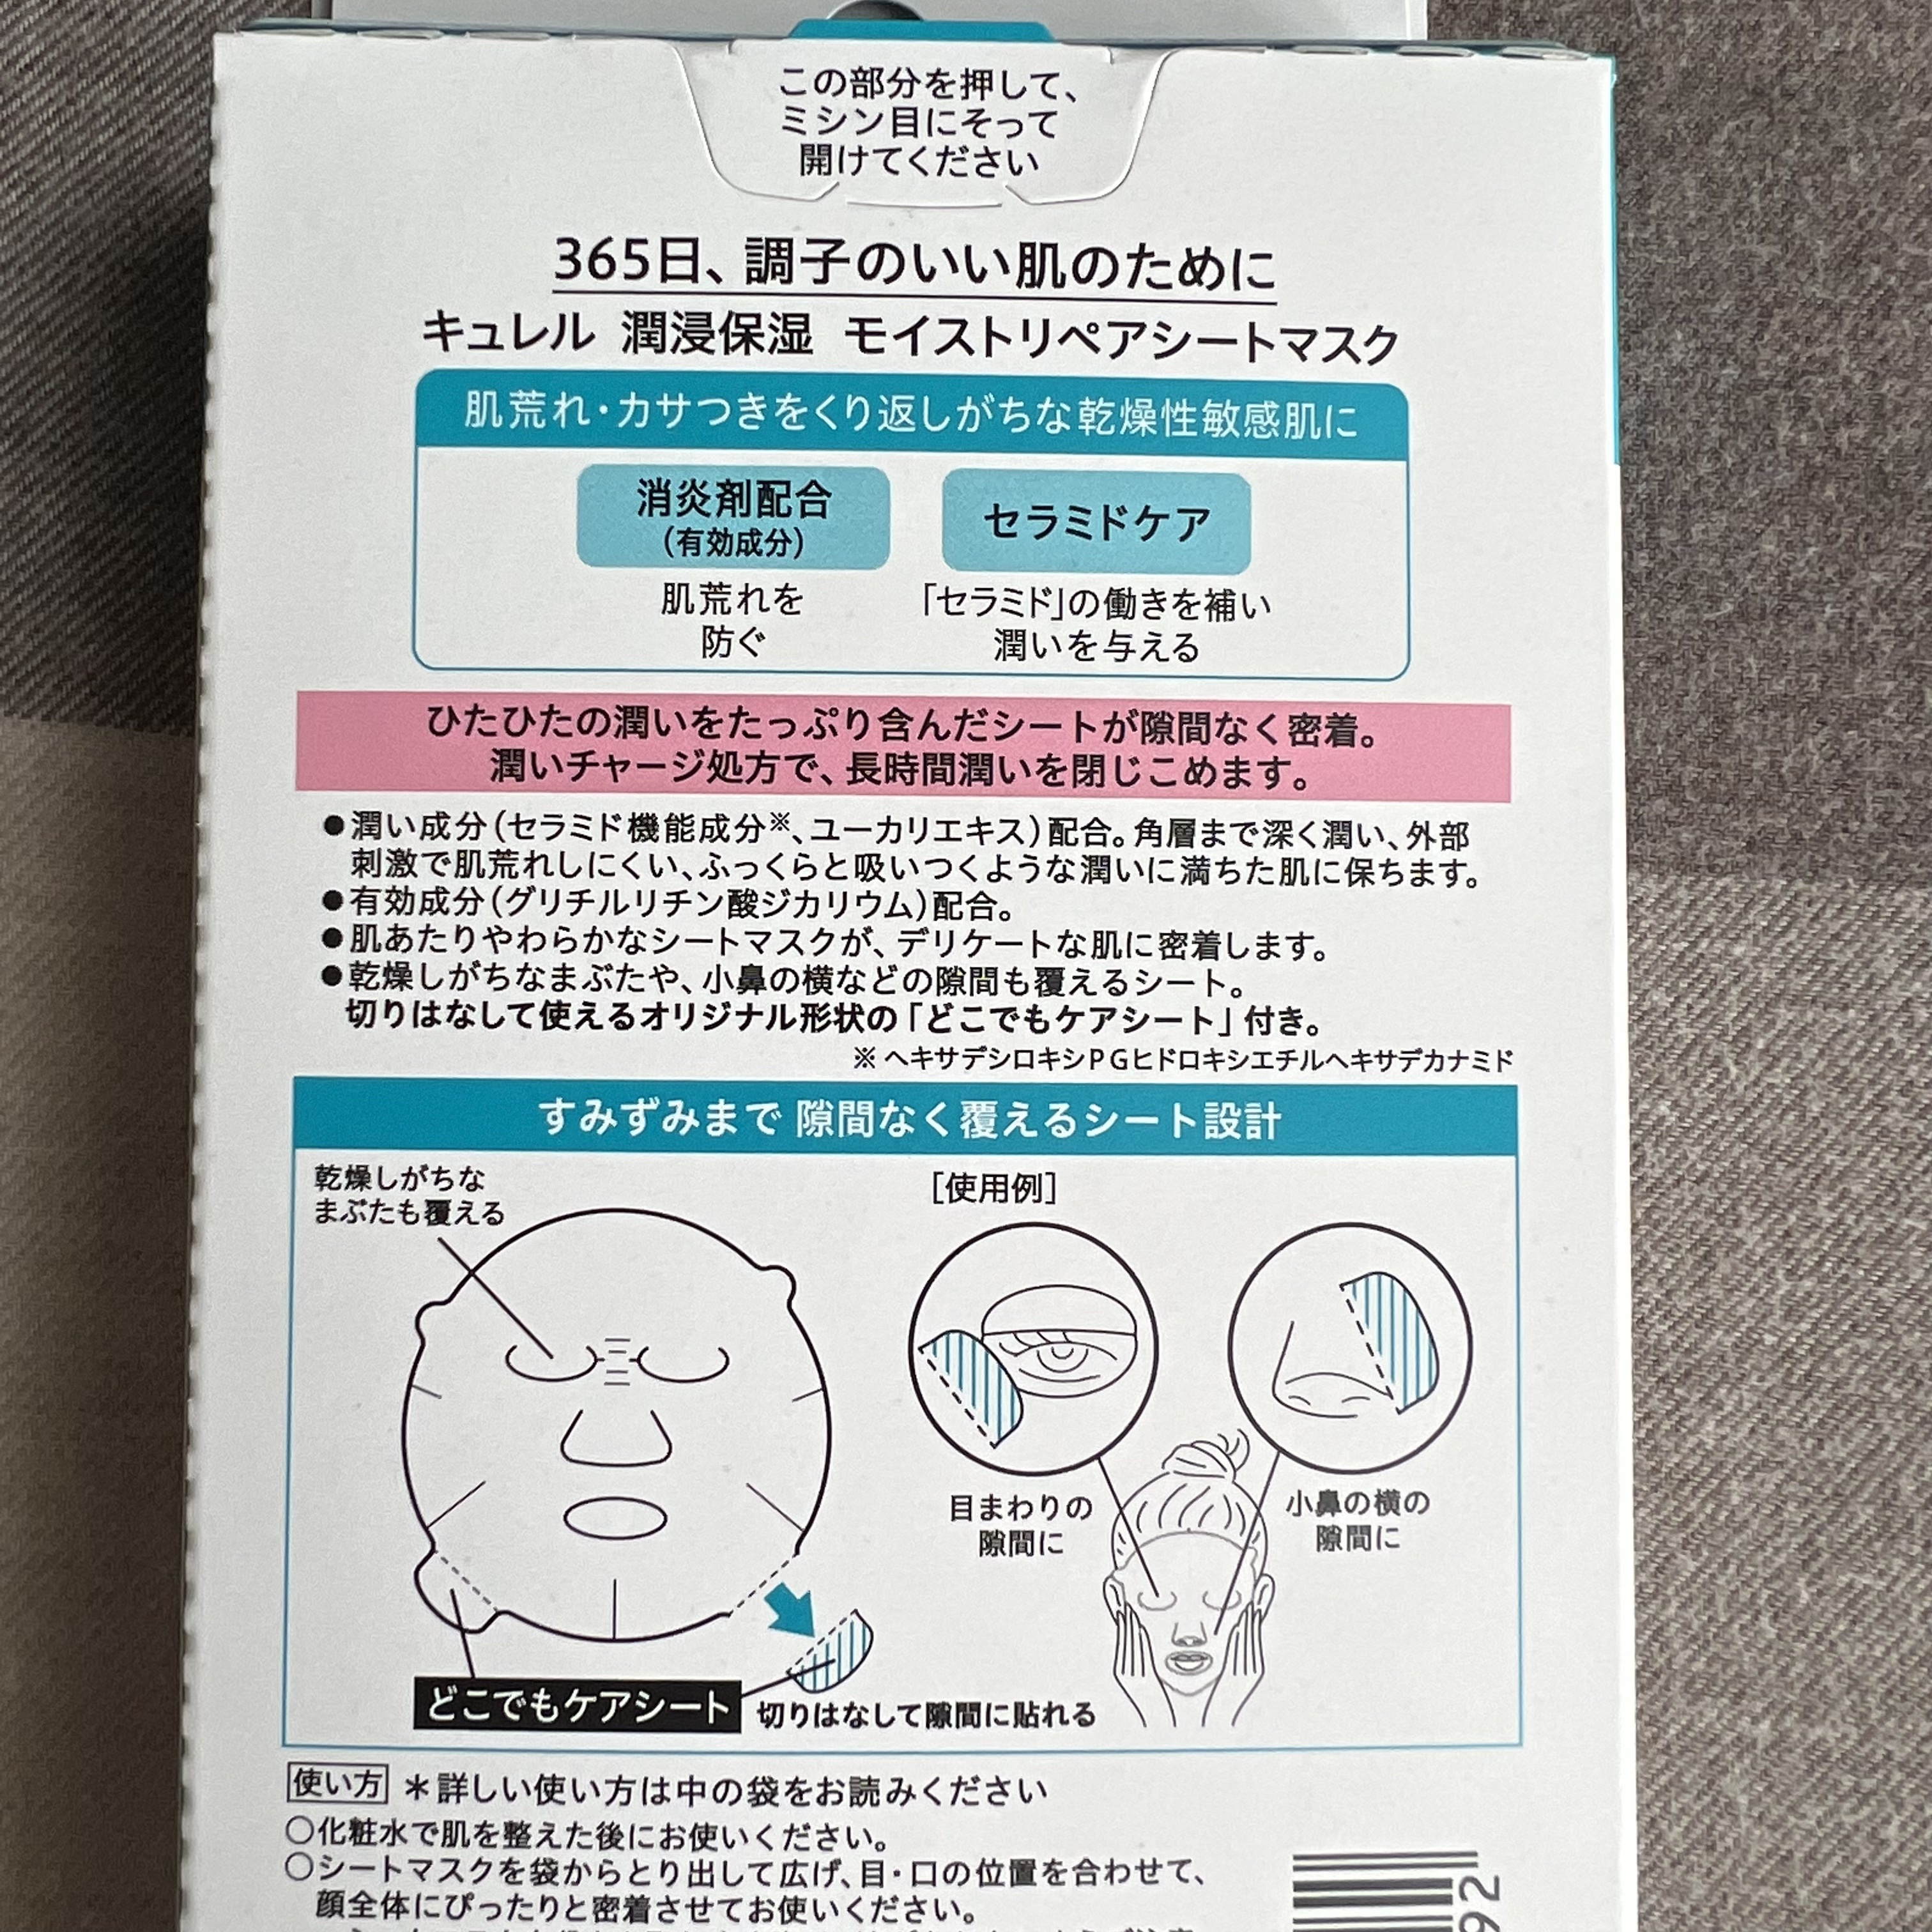 この部分を押して、
ミシン目にそって
開けてください
365日、調子のいい肌のために
キュレル 潤浸保湿 モイストリペアシートマスク
肌荒れ・カサつきをくり返しがちな乾燥性敏感肌に
消炎剤配合
(有効成分)
肌荒れを
防ぐ
セラミドケア
「セラミド」の働きを補い
潤いを与える
ひたひたの潤いをたっぷり含んだシートが隙間なく密着。
潤いチャージ処方で、長時間潤いを閉じこめます。
●潤い成分(セラミド機能成分※、ユーカリエキス)配合。角層まで深く潤い、外部
刺激で肌荒れしにくい、ふっくらと吸いつくような潤いに満ちた肌に保ちます。
●有効成分(グリチルリチン酸ジカリウム)配合。
●肌あたりやわらかなシートマスクが、デリケートな肌に密着します。
●乾燥しがちなまぶたや、小鼻の横などの隙間も覆えるシート。
切りはなして使えるオリジナル形状の「どこでもケアシート」付き。
※ ヘキサデシロキシPGヒドロキシエチルヘキサデカナミド
すみずみまで 隙間なく覆えるシート設計
乾燥しがちな
まぶたも覆える
[使用例]
目まわりの
隙間に
小鼻の横の
隙間に
どこでもケアシート
切りはなして隙間に貼れる
使い方 *詳しい使い方は中の袋をお読みください
○化粧水で肌を整えた後にお使いください。
○シートマスクを袋からとり出して広げ、目・口の位置を合わせて、
顔全体にぴったりと密着させてお使いください。
92